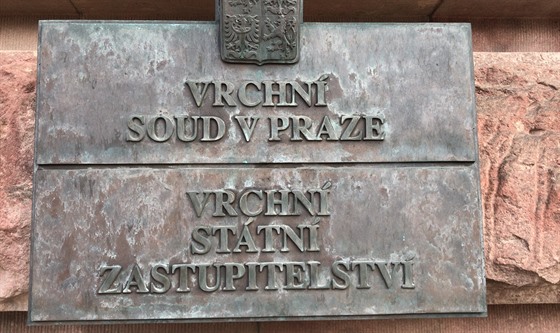 VRCHNÍ
SOUD V PRAZE
VRCHNÍ
STÁTNÍ
ZASTUPITELSTVÍ